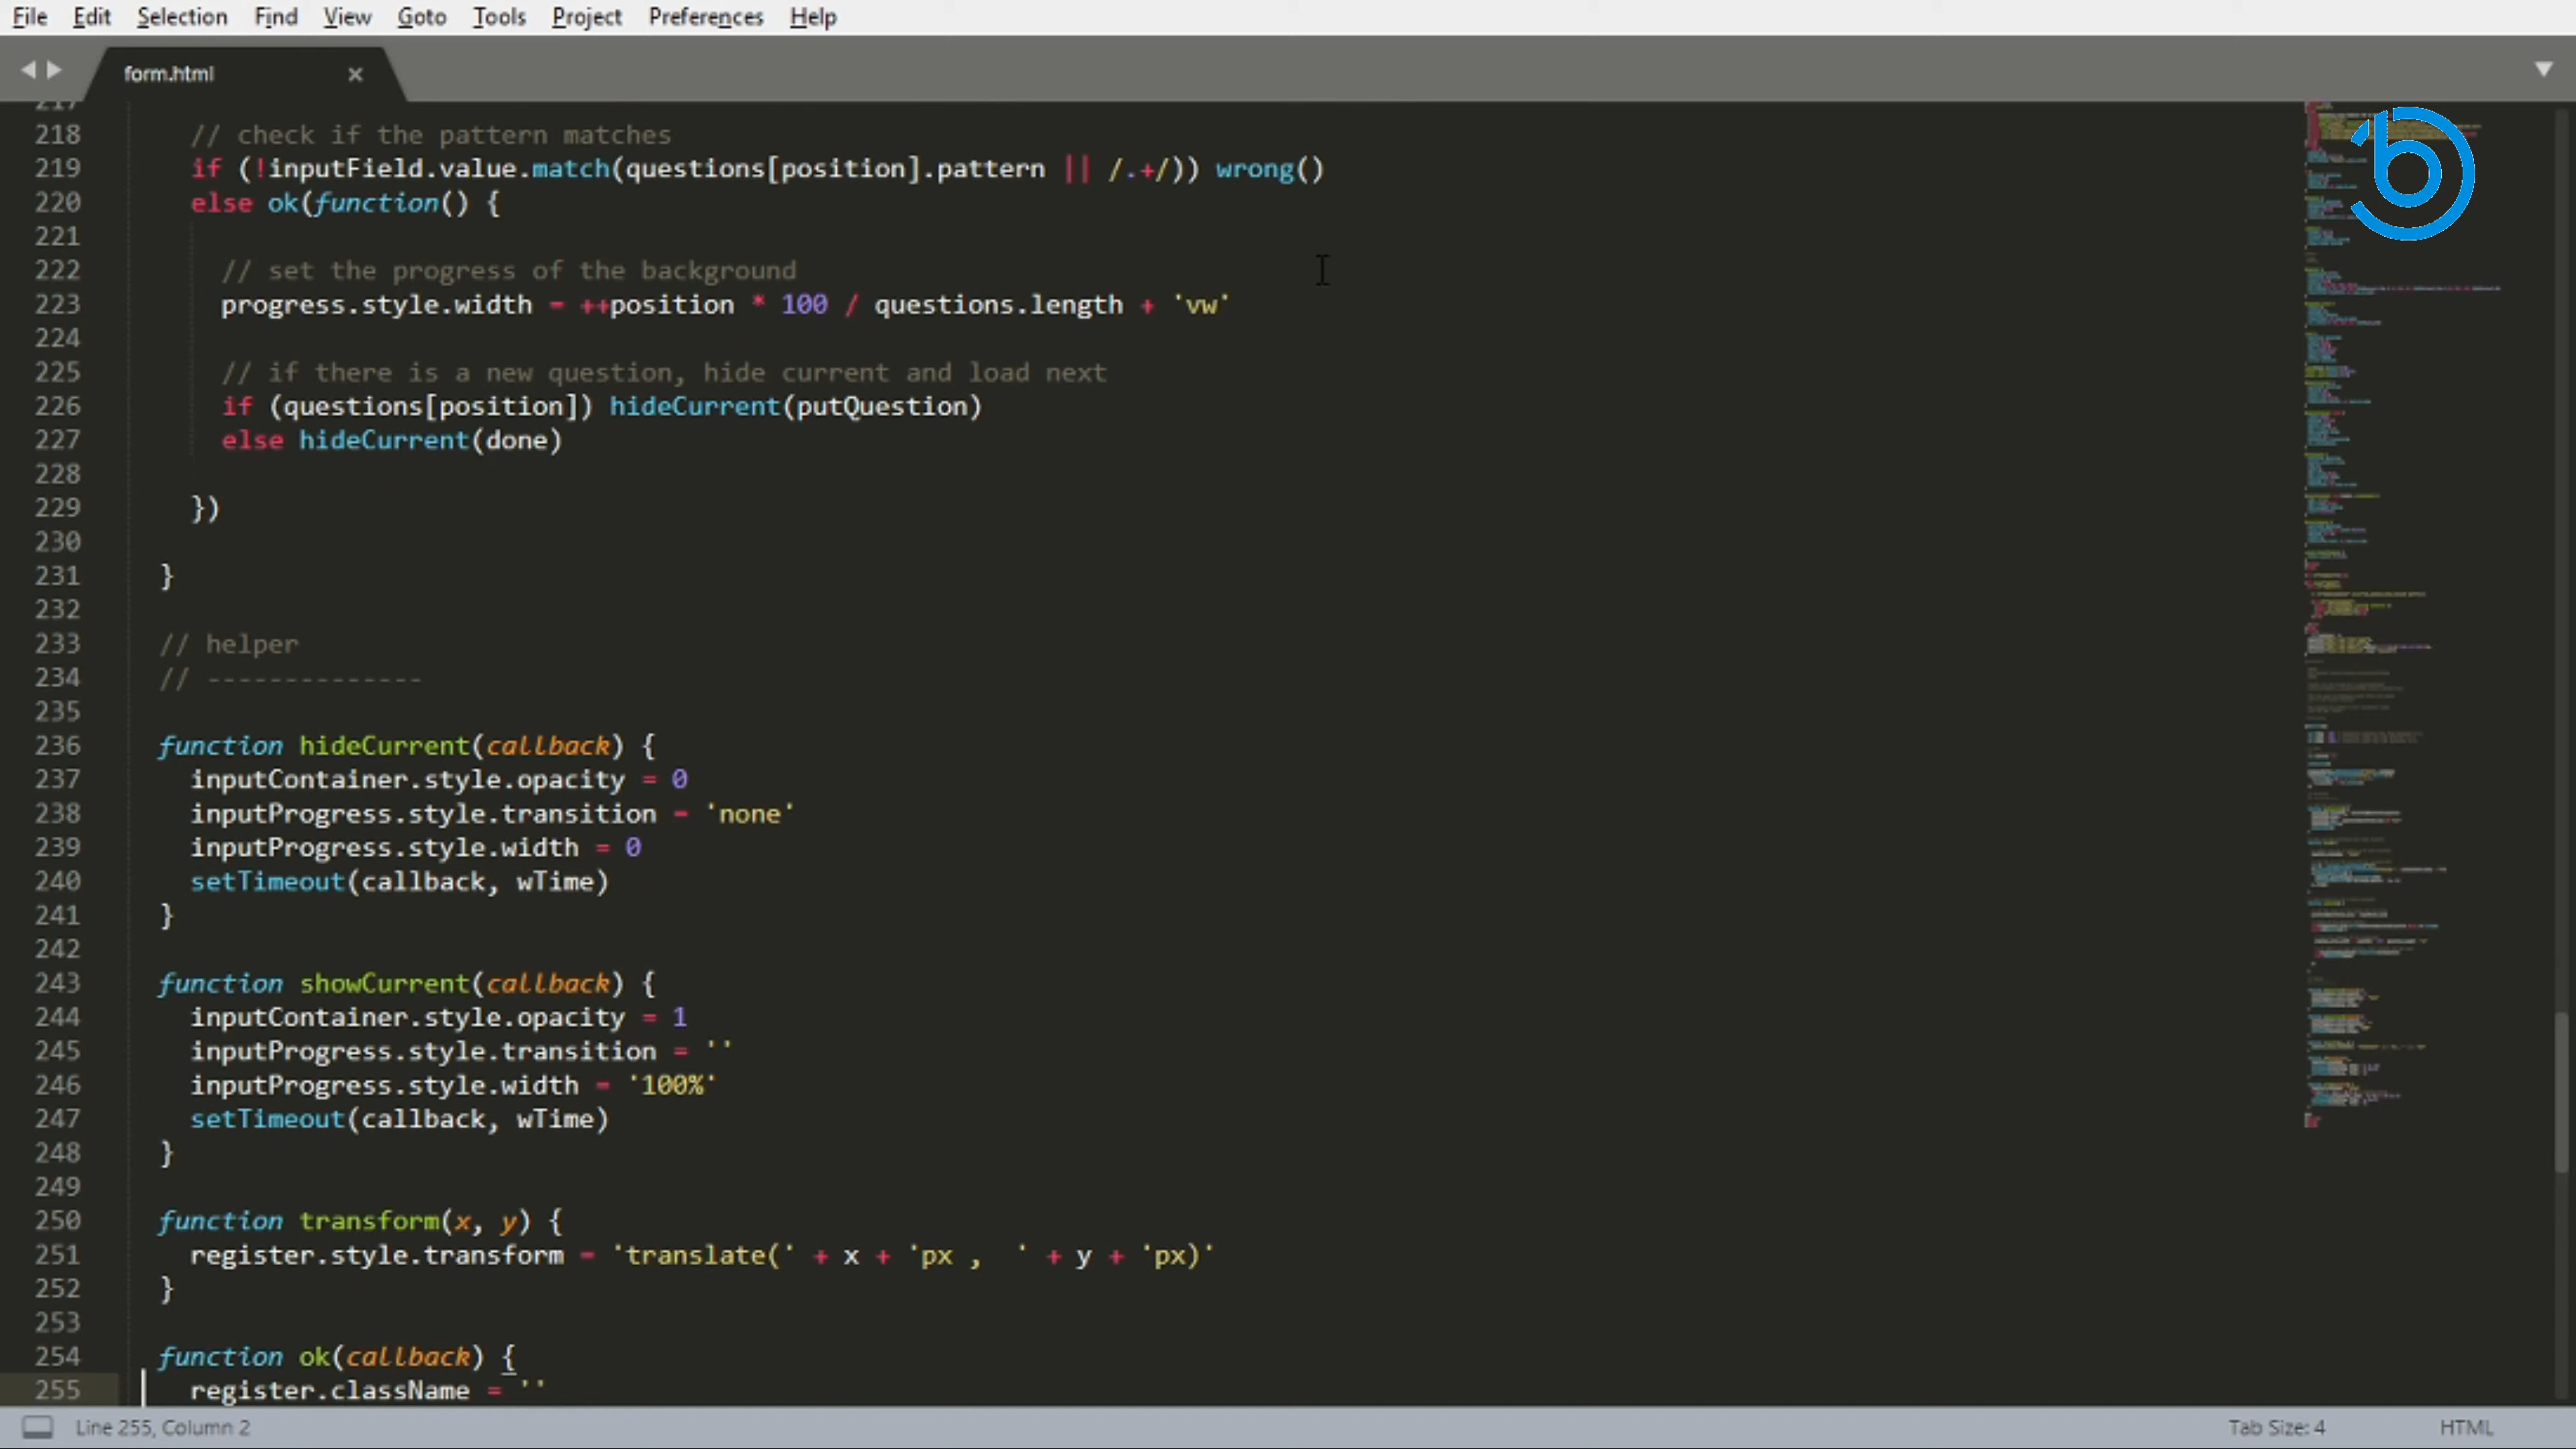 File Edit Selection Find View Goto Tools Project Preferences Help
form.html
217
218 // check if the pattern matches
219 if (!inputField.value.match(questions[position].pattern || /.+/)) wrong()
220 else ok(function() {
221
222 // set the progress of the background
223 progress.style.width = ++position * 100 / questions.length + 'vw'
224
225 // if there is a new question, hide current and load next
226 if (questions[position]) hideCurrent(putQuestion)
227 else hideCurrent(done)
228
229 })
230
231 }
232
233 // helper
234 // --------------
235
236 function hideCurrent(callback) {
237 inputContainer.style.opacity = 0
238 inputProgress.style.transition = 'none'
239 inputProgress.style.width = 0
240 setTimeout(callback, wTime)
241 }
242
243 function showCurrent(callback) {
244 inputContainer.style.opacity = 1
245 inputProgress.style.transition = ''
246 inputProgress.style.width = '100%'
247 setTimeout(callback, wTime)
248 }
249
250 function transform(x, y) {
251 register.style.transform = 'translate(' + x + 'px ,  ' + y + 'px)'
252 }
253
254 function ok(callback) {
255 register.className = ''
Line 255, Column 2 Tab Size: 4 HTML